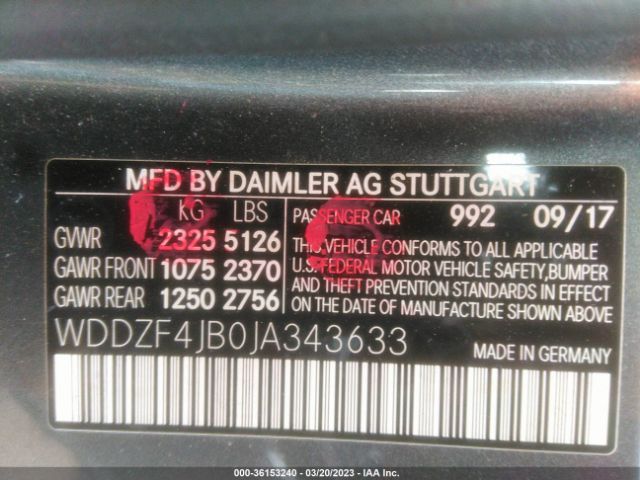 MFD BY DAIMLER AG STUTTGART
KG LBS
GVWR 2325 5126
GAWR FRONT 1075 2370
GAWR REAR 1250 2756
PASSENGER CAR 992 09/17
THIS VEHICLE CONFORMS TO ALL APPLICABLE
U.S. FEDERAL MOTOR VEHICLE SAFETY, BUMPER
AND THEFT PREVENTION STANDARDS IN EFFECT
ON THE DATE OF MANUFACTURE SHOWN ABOVE
WDDZF4JB0JA343633
MADE IN GERMANY
000-36153240 - 03/20/2023 - IAA Inc.